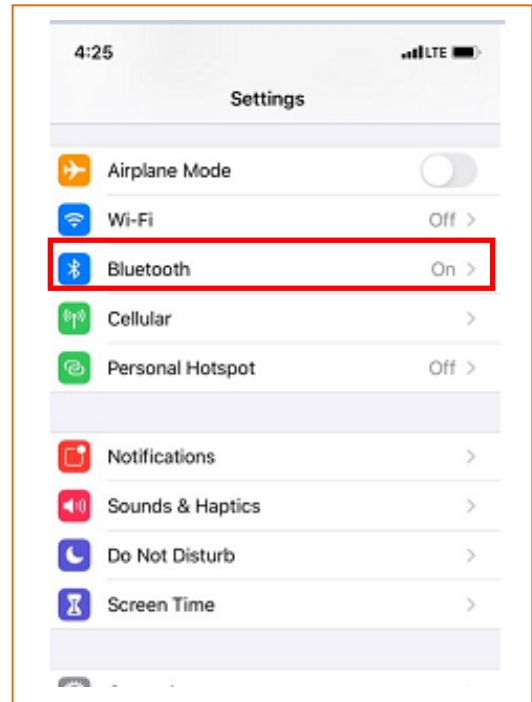 4:25 LTE
Settings
Airplane Mode
Wi-Fi Off
Bluetooth On
Cellular
Personal Hotspot Off
Notifications
Sounds & Haptics
Do Not Disturb
Screen Time